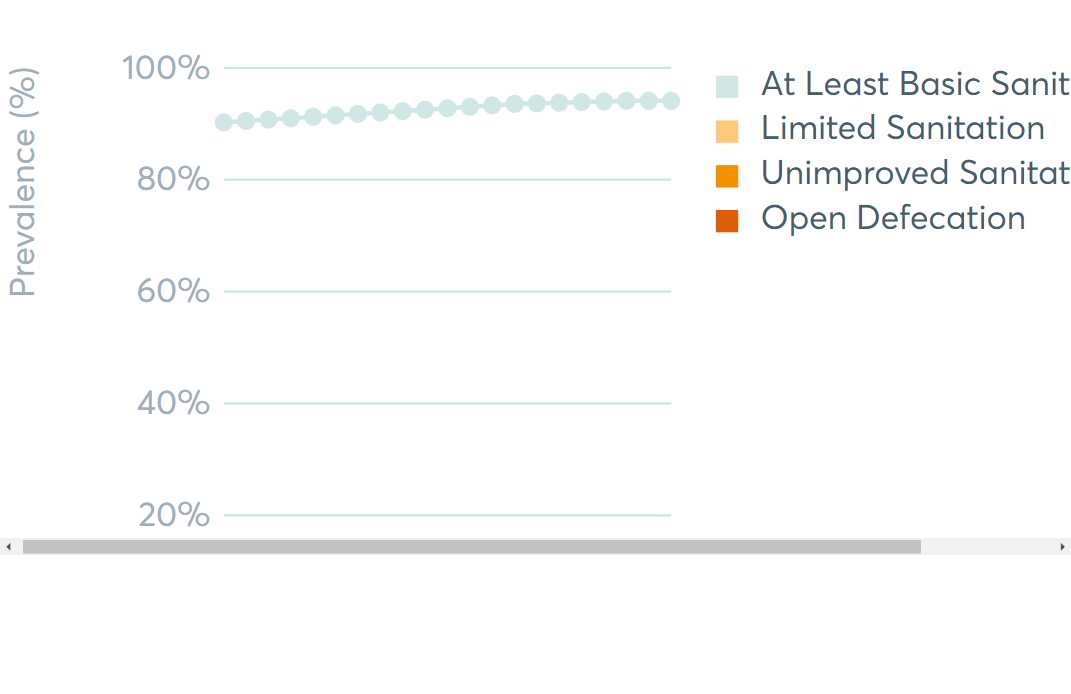 Prevalence (%)
100%
80%
60%
40%
20%
At Least Basic Sanit
Limited Sanitation
Unimproved Sanitat
Open Defecation